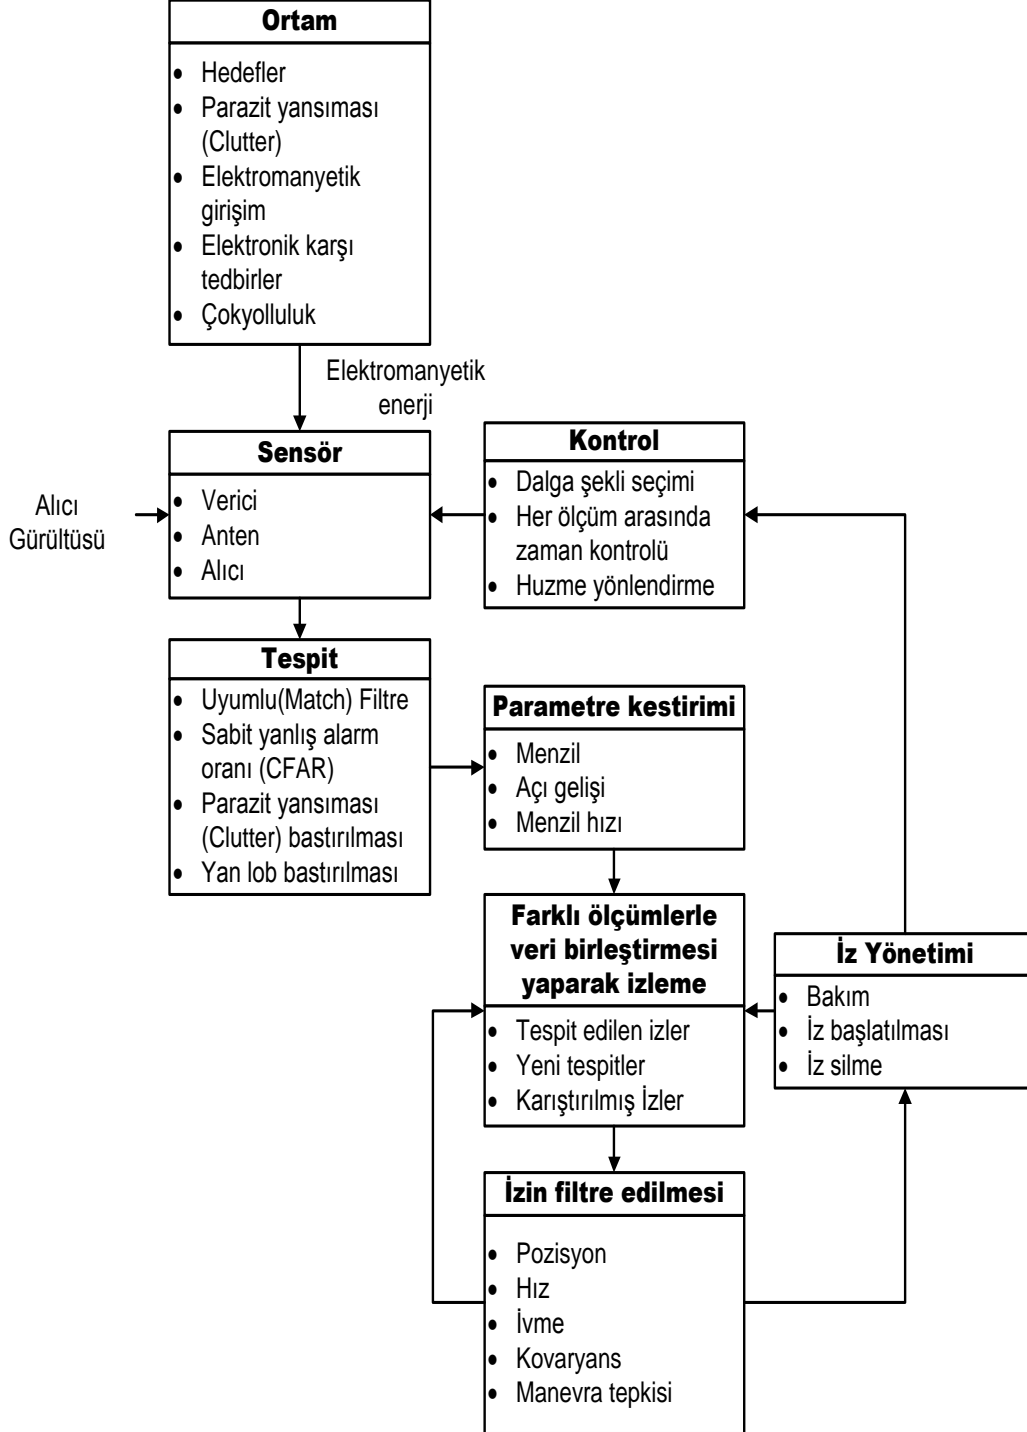 Ortam
• Hedefler
• Parazit yansıması
(Clutter)
• Elektromanyetik
girişim
• Elektronik karşı
tedbirler
• Çokyolluluk
Elektromanyetik
enerji
Sensör
• Verici
• Anten
• Alıcı
Alıcı
Gürültüsü
Kontrol
• Dalga şekli seçimi
• Her ölçüm arasında
zaman kontrolü
• Huzme yönlendirme
Tespit
• Uyumlu(Match) Filtre
• Sabit yanlış alarm
oranı (CFAR)
• Parazit yansıması
(Clutter) bastırılması
• Yan lob bastırılması
Parametre kestirimi
• Menzil
• Açı gelişi
• Menzil hızı
Farklı ölçümlerle
veri birleştirmesi
yaparak izleme
• Tespit edilen izler
• Yeni tespitler
• Karıştırılmış İzler
İz Yönetimi
• Bakım
• İz başlatılması
• İz silme
İzin filtre edilmesi
• Pozisyon
• Hız
• İvme
• Kovaryans
• Manevra tepkisi